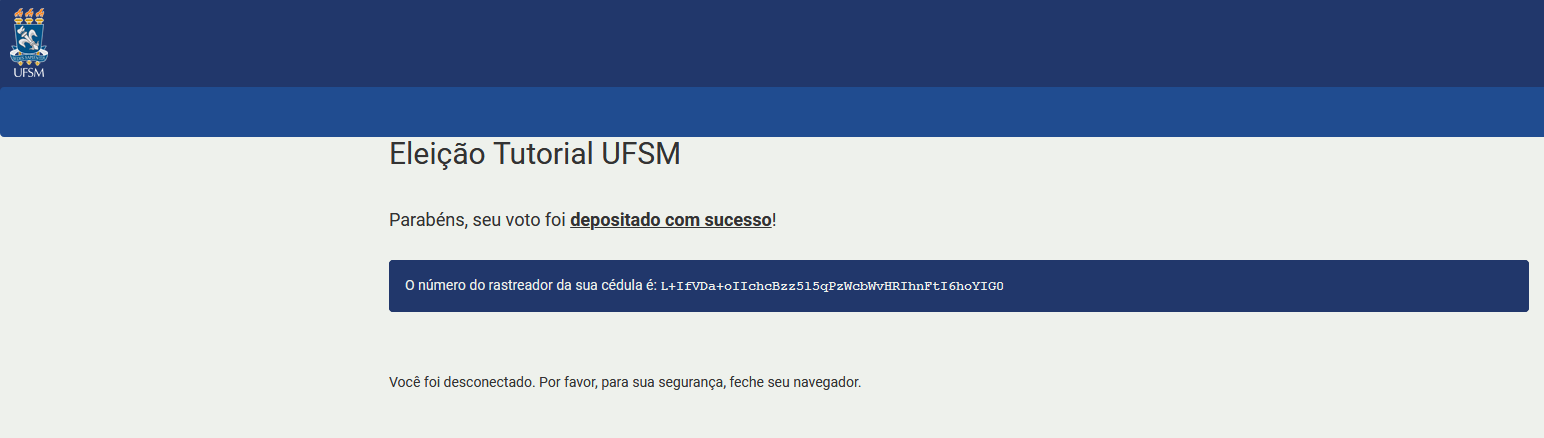 UFSM
Eleição Tutorial UFSM
Parabéns, seu voto foi depositado com sucesso!
O número do rastreador da sua cédula é: L+IfVDa+oIIchcBzz5l5qPzWcbWvHRIhnFtI6hoYIG0
Você foi desconectado. Por favor, para sua segurança, feche seu navegador.